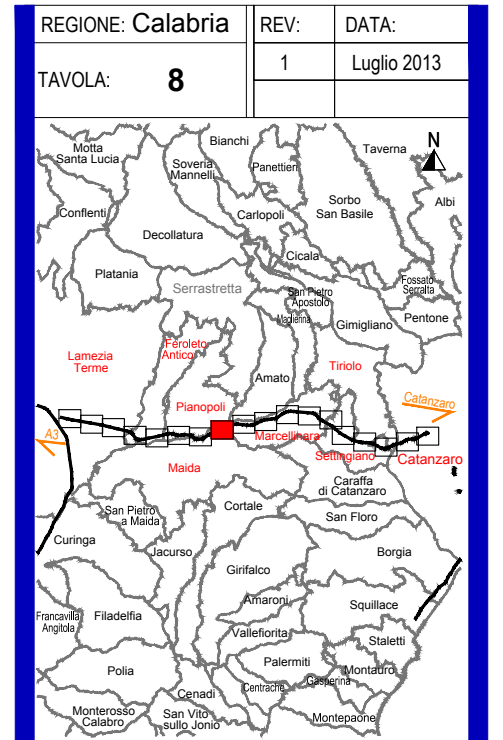 REGIONE: Calabria
REV:
DATA:
TAVOLA: 8
1
Luglio 2013
N
Motta
Santa Lucia
Bianchi
Taverna
Soveria
Mannelli
Panettieri
Conflenti
Carlopoli
Sorbo
San Basile
Albi
Decollatura
Cicala
Platania
Serrastretta
Fossato
Serralta
San Pietro
Apostolo
Maglienna
Gimigliano
Pentone
Feroleto
Antico
Lamezia
Terme
Amato
Tiriolo
Pianopoli
Catanzaro
A3
Marcellinara
Settingiano
Catanzaro
Maida
Caraffa
di Catanzaro
San Pietro
a Maida
Cortale
San Floro
Curinga
Jacurso
Borgia
Girifalco
Amaroni
Squillace
Francavilla
Angitola
Filadelfia
Vallefiorita
Staletti
Polia
Palermiti
Montauro
Gasperina
Cenadi
Centrache
Monterosso
Calabro
San Vito
sullo Jonio
Montepaone